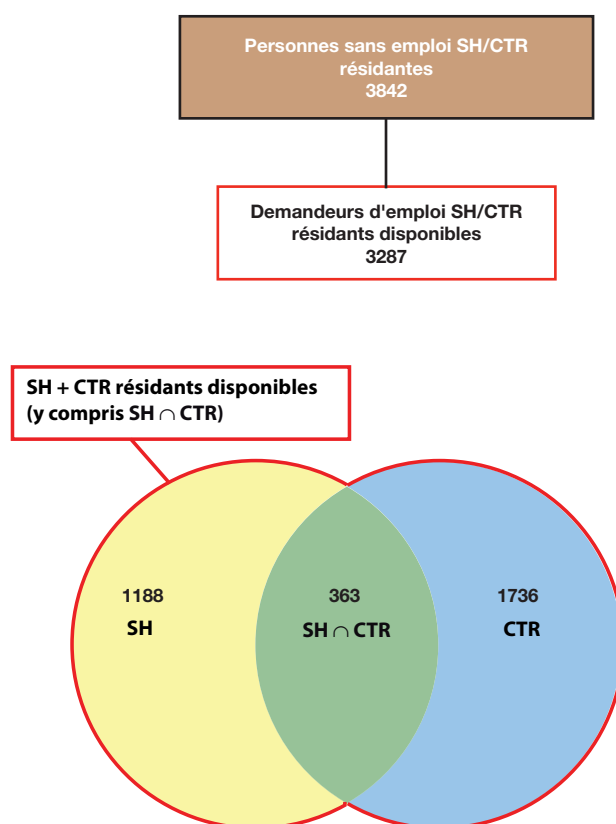 Personnes sans emploi SH/CTR
résidantes
3842
Demandeurs d'emploi SH/CTR
résidants disponibles
3287
SH + CTR résidants disponibles
(y compris SH ∩ CTR)
1188
SH
363
SH ∩ CTR
1736
CTR